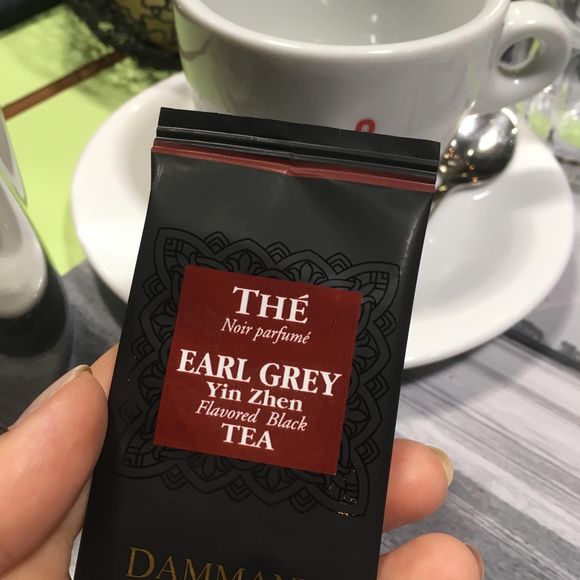 THÉ
Noir parfumé
EARL GREY
Yin Zhen
Flavored Black
TEA